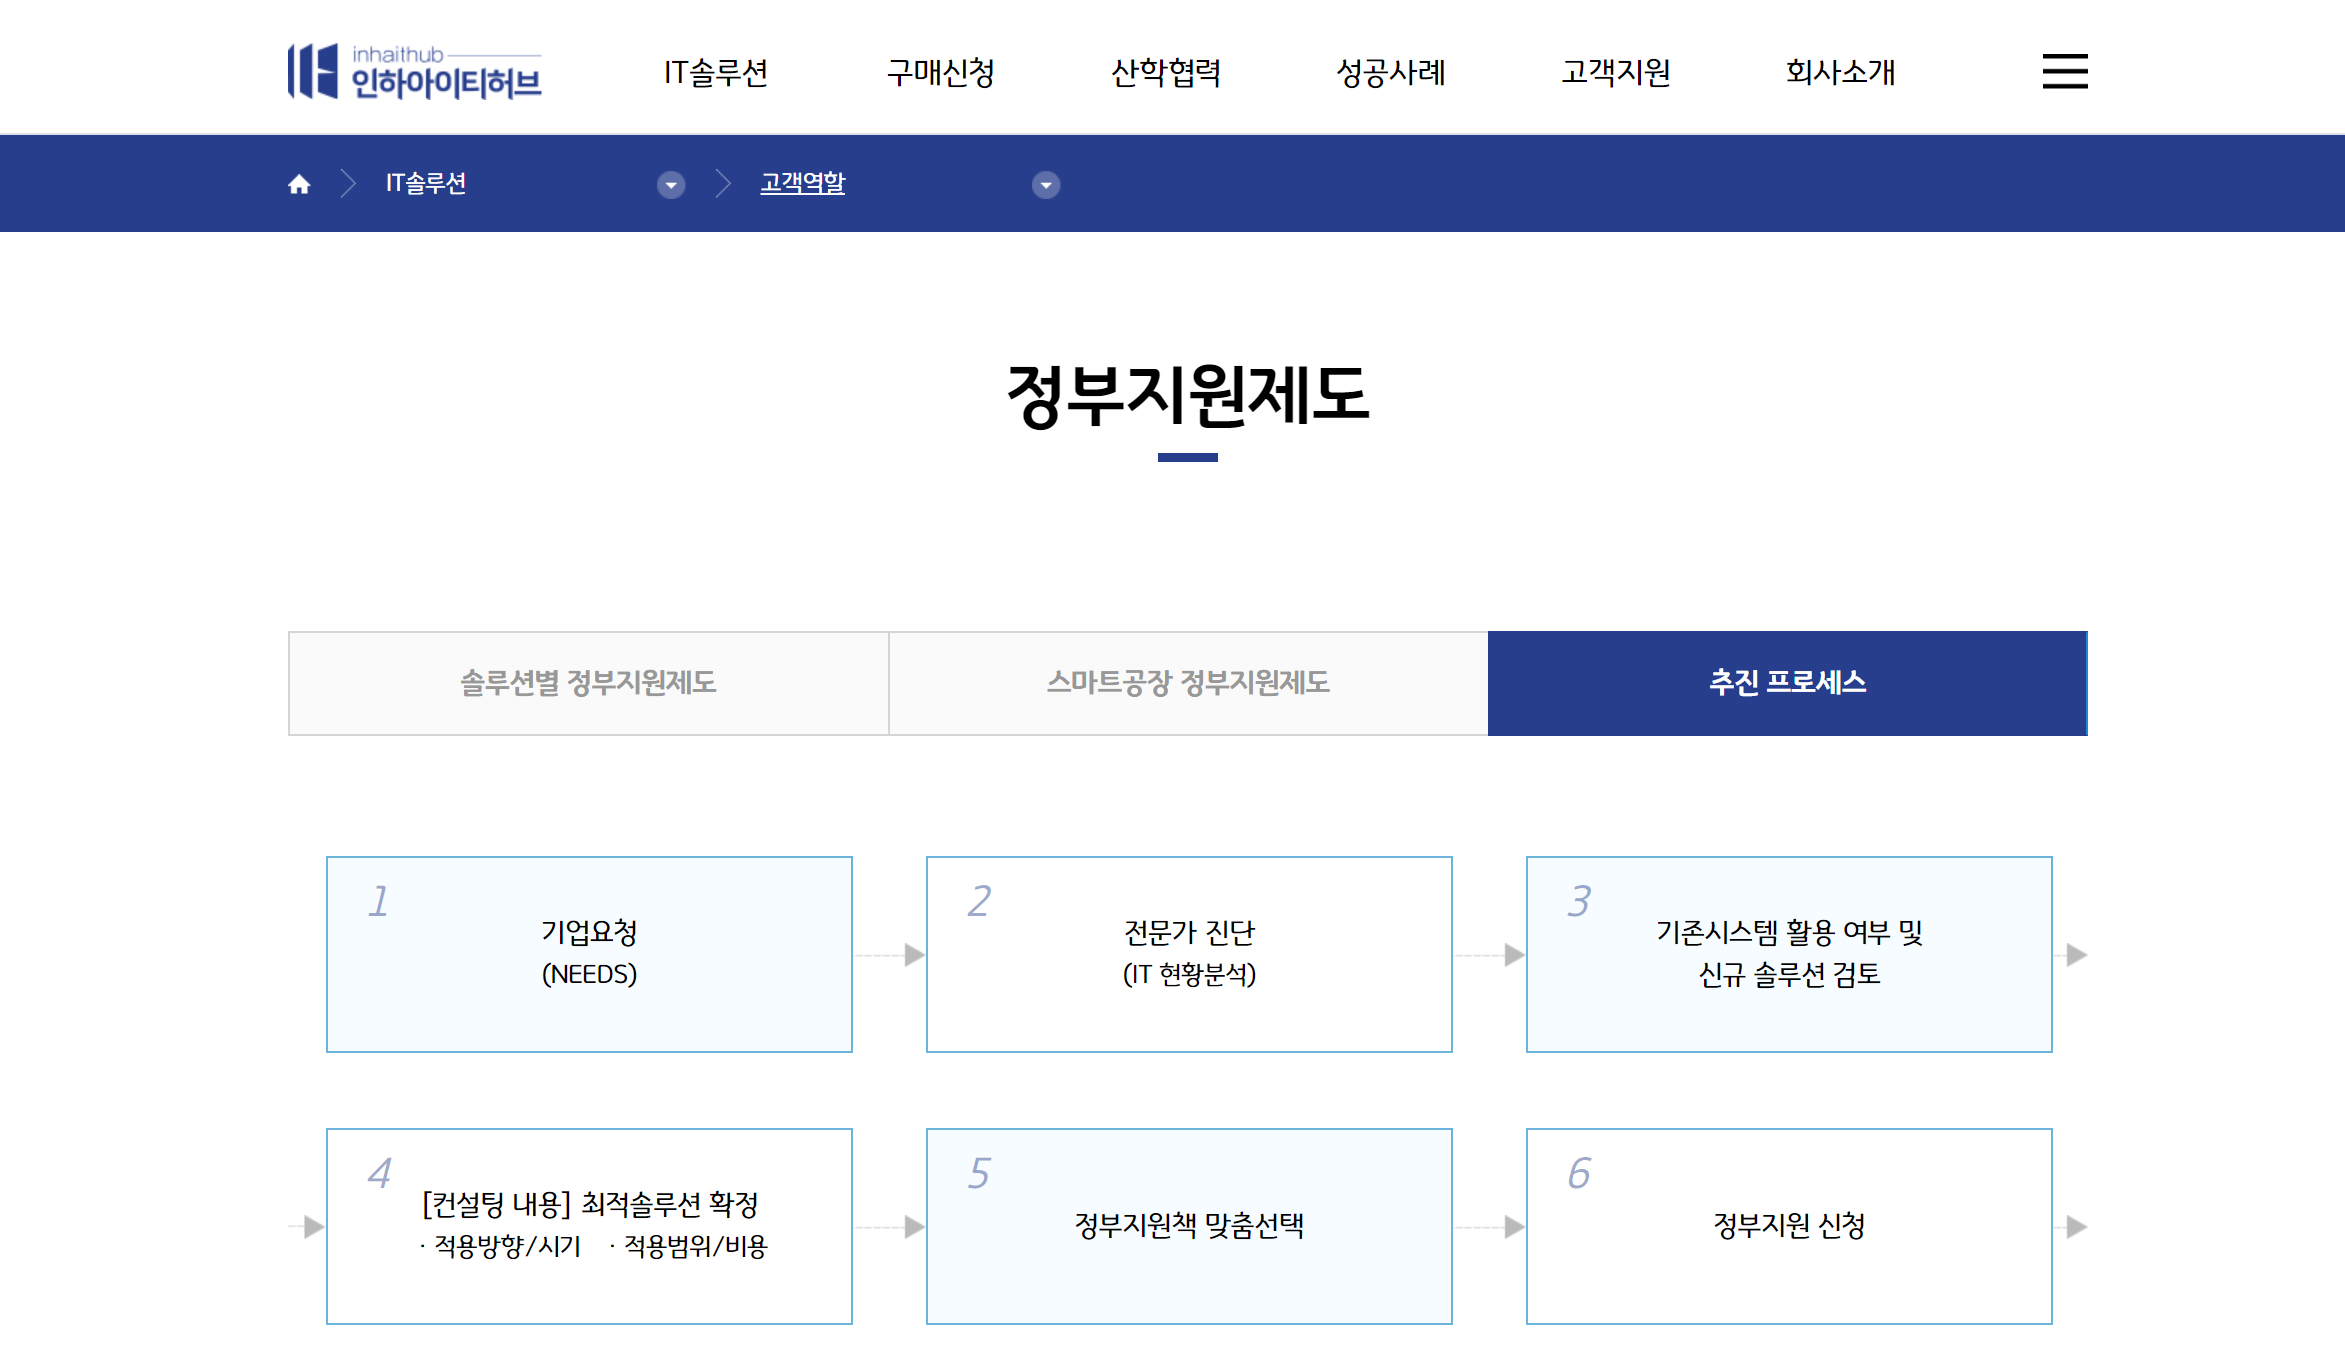 inhaithub
인하아이티허브
IT솔루션
구매신청
산학협력
성공사례
고객지원
회사소개
IT솔루션
고객역할
정부지원제도
솔루션별 정부지원제도
스마트공장 정부지원제도
추진 프로세스
1
기업요청
(NEEDS)
2
전문가 진단
(IT 현황분석)
3
기존시스템 활용 여부 및
신규 솔루션 검토
4
[컨설팅 내용] 최적솔루션 확정
· 적용방향/시기 · 적용범위/비용
5
정부지원책 맞춤선택
6
정부지원 신청